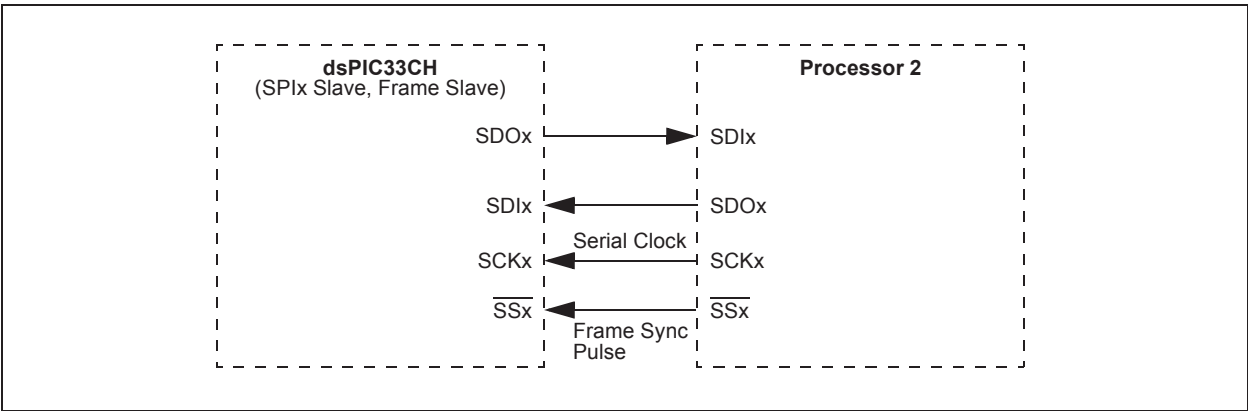 dsPIC33CH
(SPIx Slave, Frame Slave)
Processor 2
SDOx
SDIx
SDIx
SDOx
Serial Clock
SCKx
SCKx
SSx
SSx
Frame Sync
Pulse